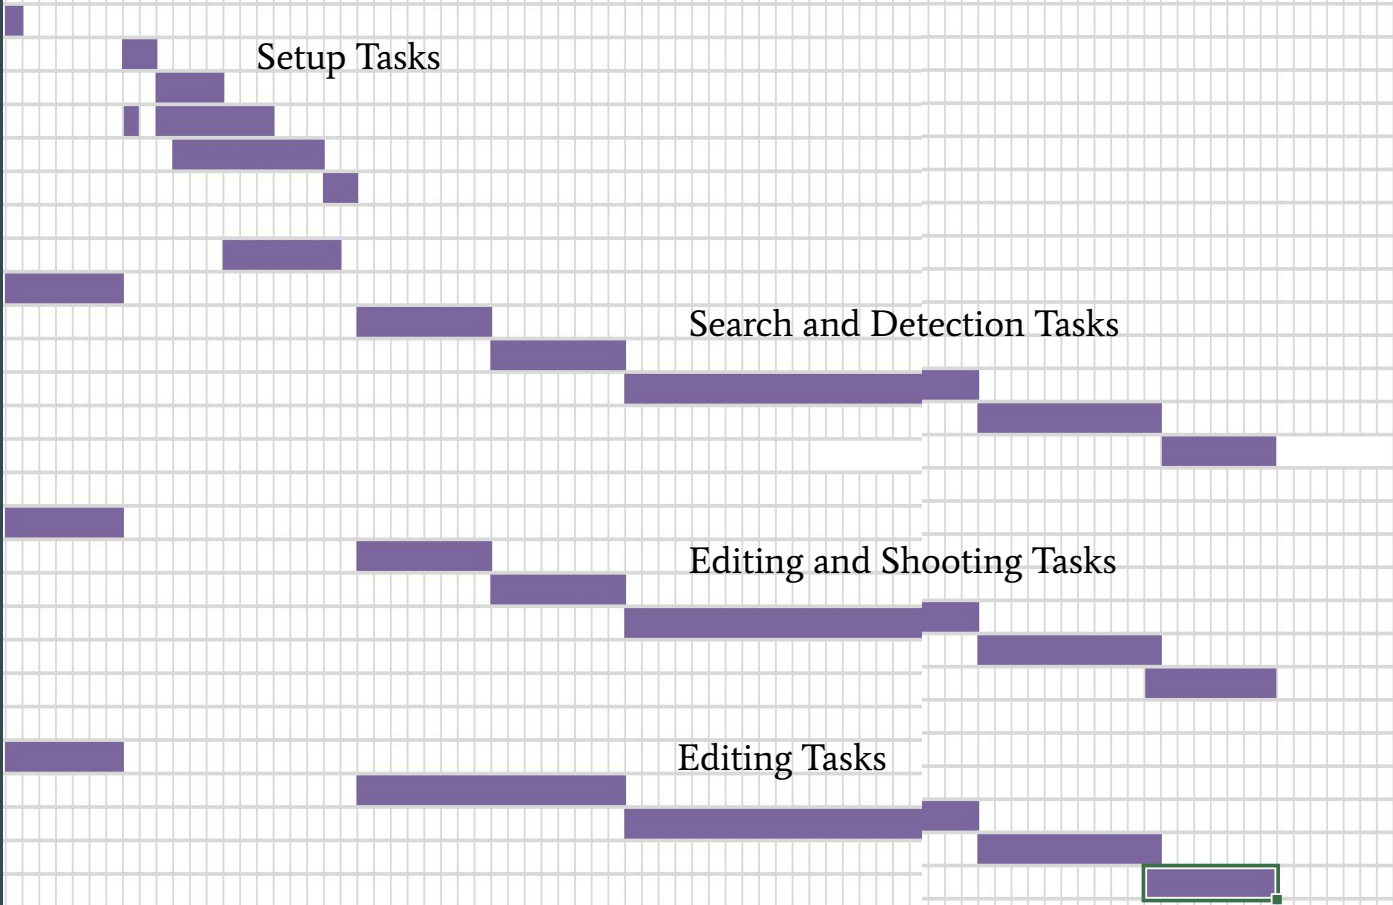 Setup Tasks
Search and Detection Tasks
Editing and Shooting Tasks
Editing Tasks